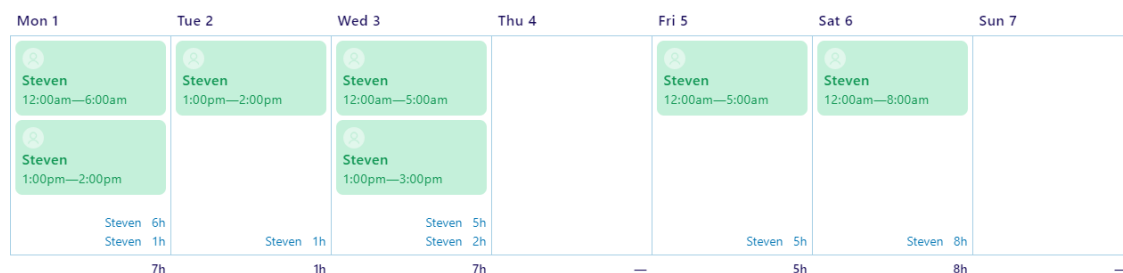 Mon 1
Tue 2
Wed 3
Thu 4
Fri 5
Sat 6
Sun 7
Steven
12:00am—6:00am
Steven
1:00pm—2:00pm
Steven 6h
Steven 1h
7h
Steven
1:00pm—2:00pm
Steven 1h
1h
Steven
12:00am—5:00am
Steven
1:00pm—3:00pm
Steven 5h
Steven 2h
7h
—
Steven
12:00am—5:00am
Steven 5h
5h
Steven
12:00am—8:00am
Steven 8h
8h
—